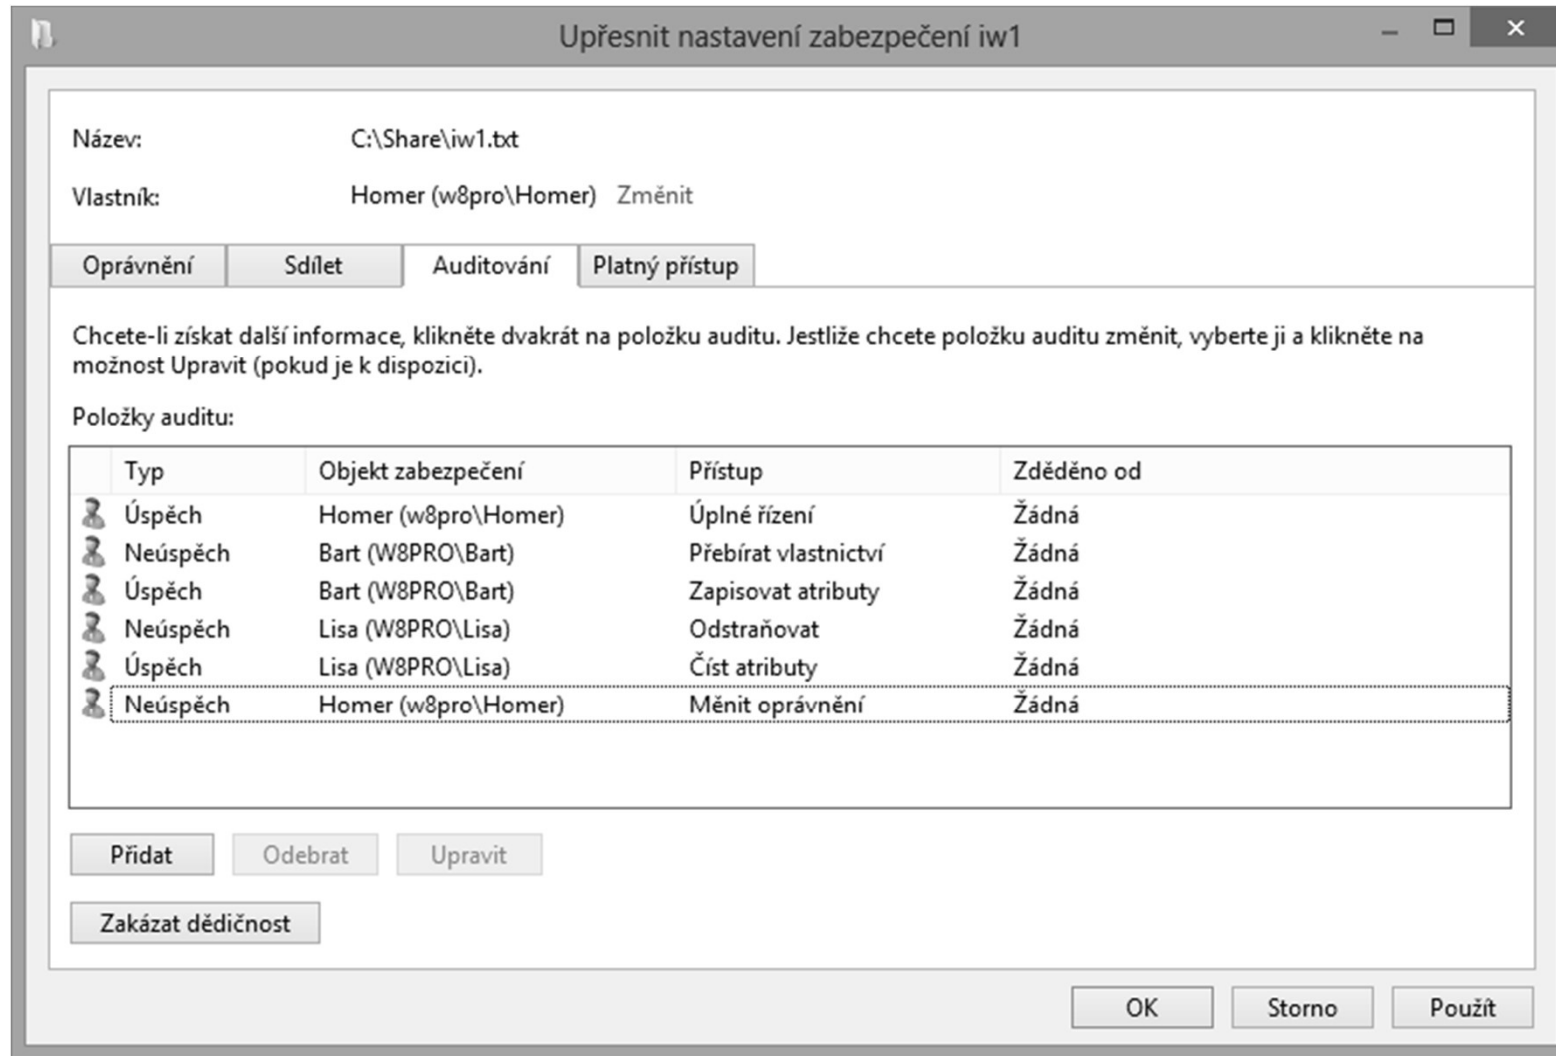 Upřesnit nastavení zabezpečení iw1
Název: C:\Share\iw1.txt
Vlastník: Homer (w8pro\Homer) Změnit
Oprávnění Sdílet Auditování Platný přístup
Chcete-li získat další informace, klikněte dvakrát na položku auditu. Jestliže chcete položku auditu změnit, vyberte ji a klikněte na
možnost Upravit (pokud je k dispozici).
Položky auditu:
Typ Objekt zabezpečení Přístup Zděděno od
Úspěch Homer (w8pro\Homer) Úplné řízení Žádná
Neúspěch Bart (W8PRO\Bart) Přebírat vlastnictví Žádná
Úspěch Bart (W8PRO\Bart) Zapisovat atributy Žádná
Neúspěch Lisa (W8PRO\Lisa) Odstraňovat Žádná
Úspěch Lisa (W8PRO\Lisa) Číst atributy Žádná
Neúspěch Homer (w8pro\Homer) Měnit oprávnění Žádná
Přidat Odebrat Upravit
Zakázat dědičnost
OK Storno Použít